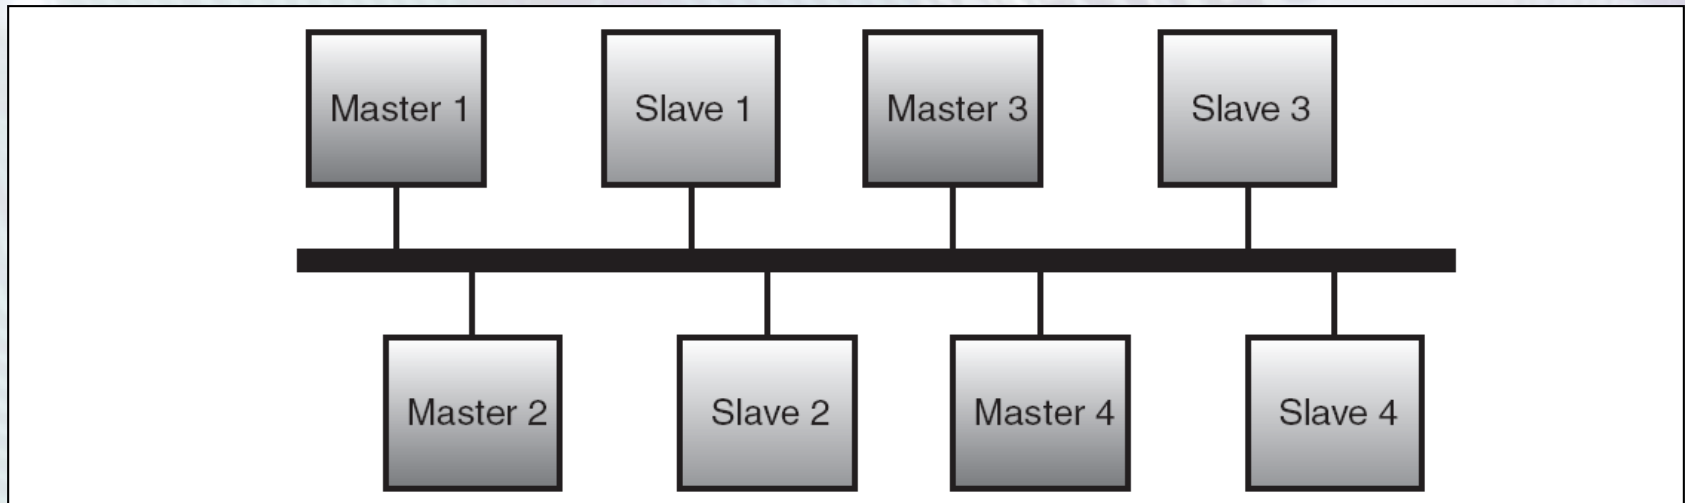 Master 1
Slave 1
Master 3
Slave 3
Master 2
Slave 2
Master 4
Slave 4